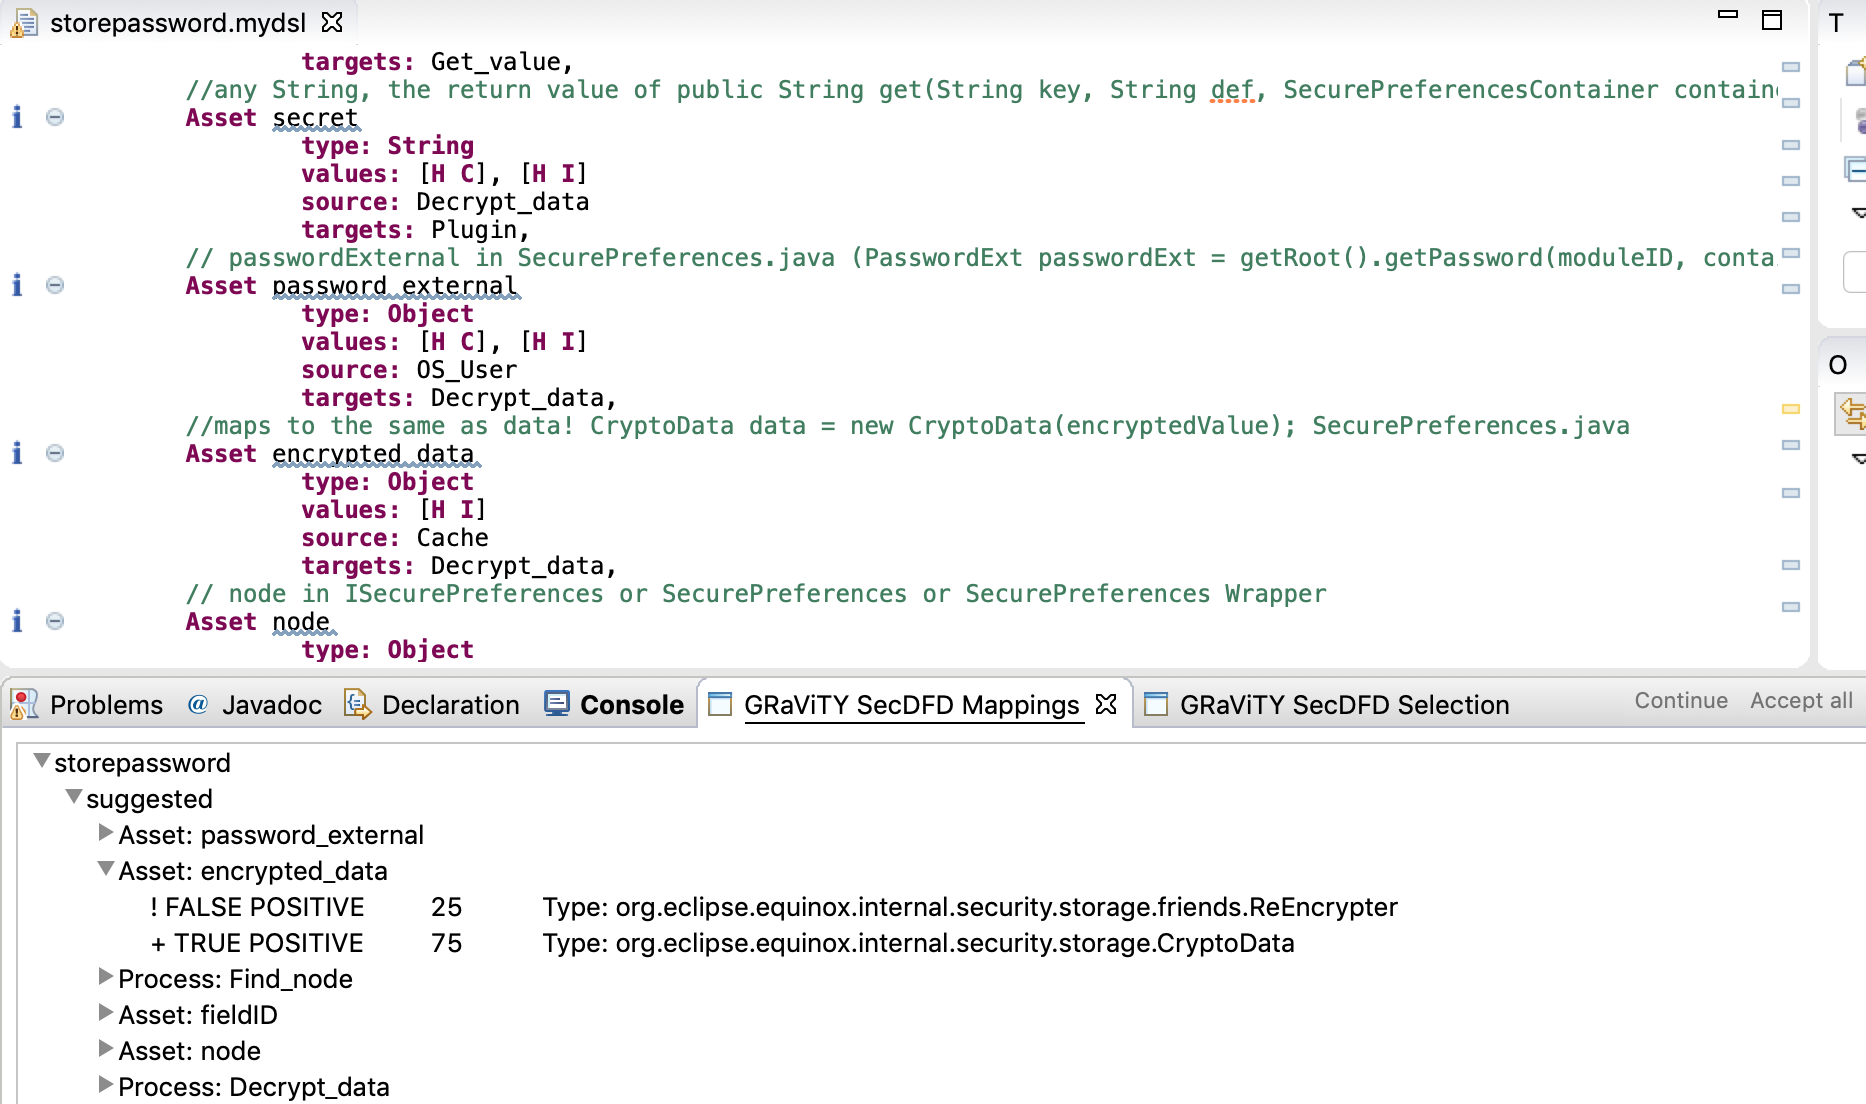 storepassword.mydsl
T
targets: Get_value,
//any String, the return value of public String get(String key, String def, SecurePreferencesContainer contain
Asset secret
type: String
values: [H C], [H I]
source: Decrypt_data
targets: Plugin,
// passwordExternal in SecurePreferences.java (PasswordExt passwordExt = getRoot().getPassword(moduleID, conta
Asset password_external
type: Object
values: [H C], [H I]
source: OS_User
targets: Decrypt_data,
O
//maps to the same as data! CryptoData data = new CryptoData(encryptedValue); SecurePreferences.java
Asset encrypted_data
type: Object
values: [H I]
source: Cache
targets: Decrypt_data,
// node in ISecurePreferences or SecurePreferences or SecurePreferences Wrapper
Asset node
type: Object
Problems @ Javadoc Declaration Console GRaViTY SecDFD Mappings GRaViTY SecDFD Selection Continue Accept all
storepassword
suggested
Asset: password_external
Asset: encrypted_data
! FALSE POSITIVE 25 Type: org.eclipse.equinox.internal.security.storage.friends.ReEncrypter
+ TRUE POSITIVE 75 Type: org.eclipse.equinox.internal.security.storage.CryptoData
Process: Find_node
Asset: fieldID
Asset: node
Process: Decrypt_data